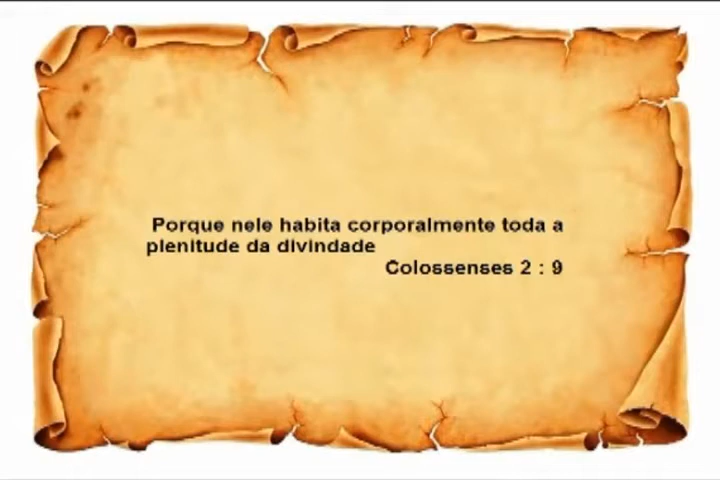 Porque nele habita corporalmente toda a
plenitude da divindade
Colossenses 2 : 9